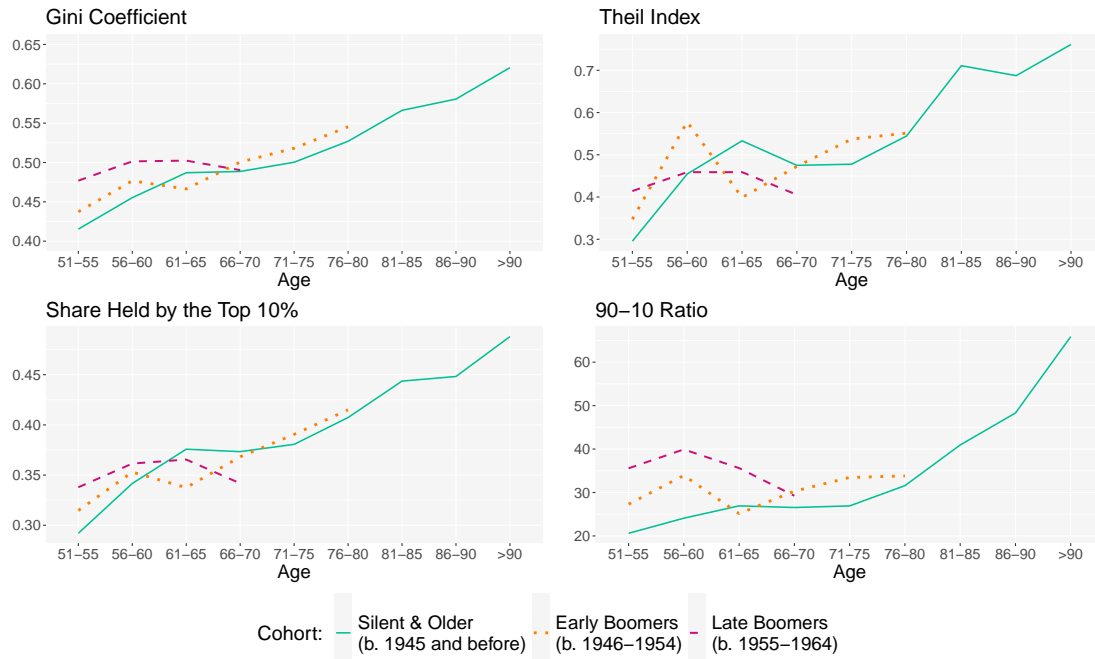 Gini Coefficient
0.65
0.60
0.55
0.50
0.45
0.40
51−55 56−60 61−65 66−70 71−75 76−80 81−85 86−90 >90
Age
Theil Index
0.7
0.6
0.5
0.4
0.3
51−55 56−60 61−65 66−70 71−75 76−80 81−85 86−90 >90
Age
Share Held by the Top 10%
0.45
0.40
0.35
0.30
51−55 56−60 61−65 66−70 71−75 76−80 81−85 86−90 >90
Age
90−10 Ratio
60
50
40
30
20
51−55 56−60 61−65 66−70 71−75 76−80 81−85 86−90 >90
Age
Cohort:
Silent & Older
(b. 1945 and before)
Early Boomers
(b. 1946−1954)
Late Boomers
(b. 1955−1964)